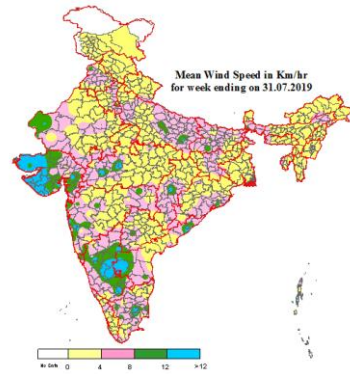 Mean Wind Speed in Km/hr
for week ending on 31.07.2019
No Data 0 4 8 12 >12